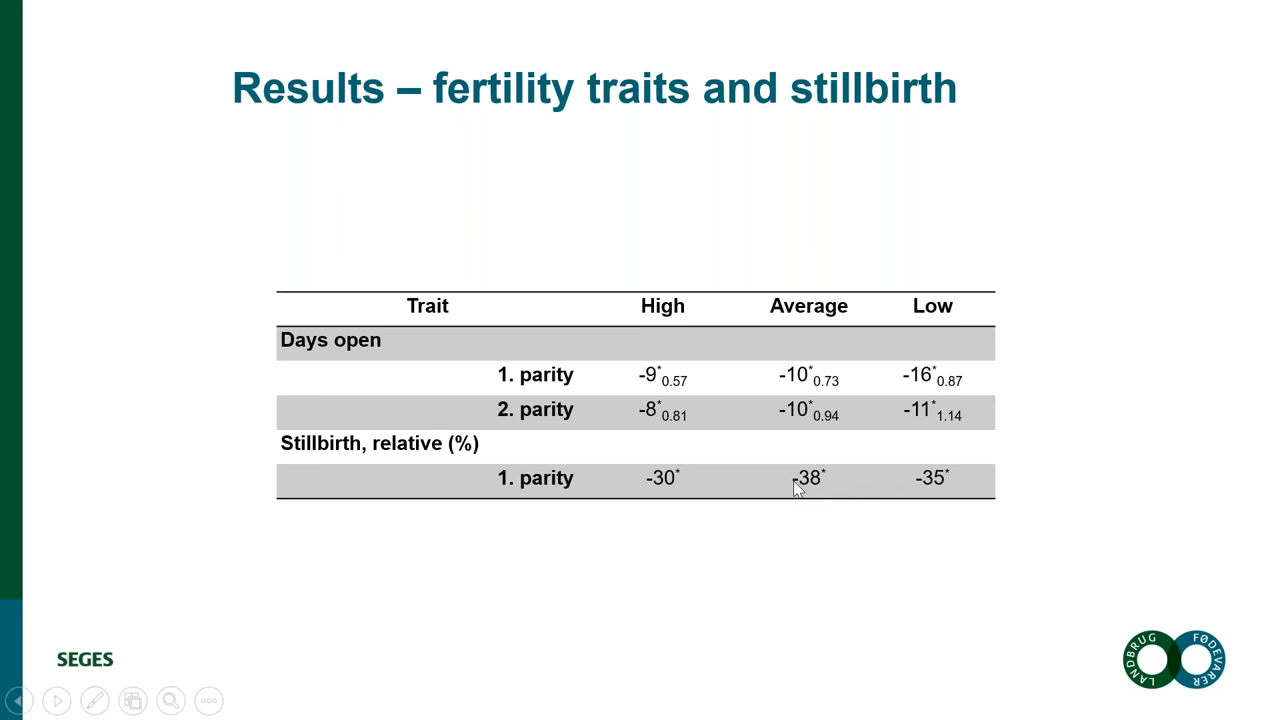 Results – fertility traits and stillbirth
Trait High Average Low
Days open
1. parity -9*0.57 -10*0.73 -16*0.87
2. parity -8*0.81 -10*0.94 -11*1.14
Stillbirth, relative (%)
1. parity -30* -38* -35*
SEGES
LANDBRUG FØDEVARER